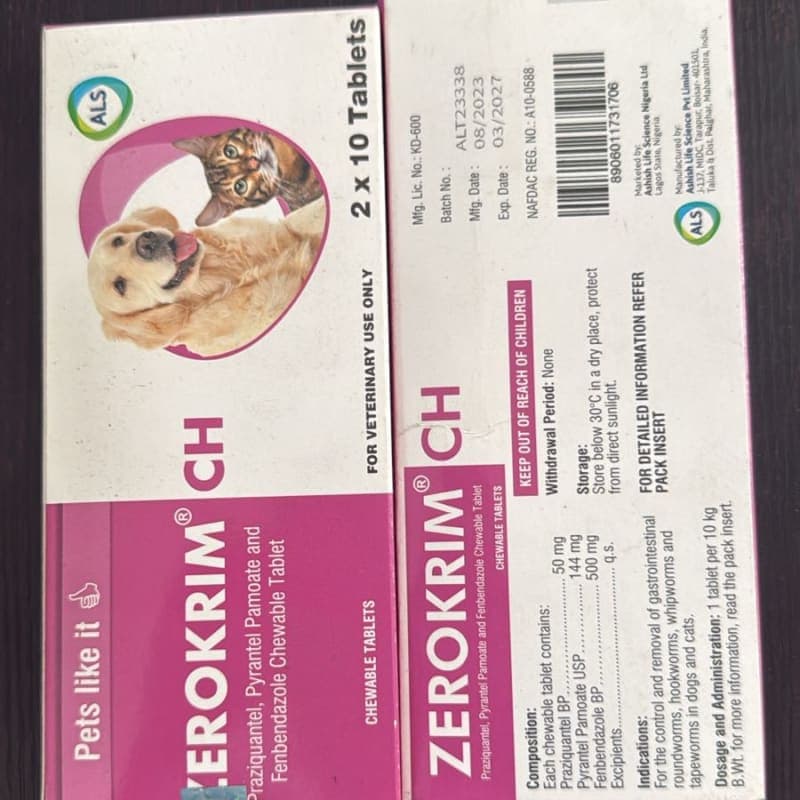 Pets like it
ZEROKRIM® CH
Praziquantel, Pyrantel Pamoate and
Fenbendazole Chewable Tablet
CHEWABLE TABLETS
FOR VETERINARY USE ONLY
2 x 10 Tablets
ALS
ZEROKRIM® CH
Praziquantel, Pyrantel Pamoate and Fenbendazole Chewable Tablet
CHEWABLE TABLETS
Composition:
Each chewable tablet contains:
Praziquantel BP.................... 50 mg
Pyrantel Pamoate USP............ 144 mg
Fenbendazole BP.................. 500 mg
Excipients........................... q.s.
Indications:
For the control and removal of gastrointestinal
roundworms, hookworms, whipworms and
tapeworms in dogs and cats.
Dosage and Administration: 1 tablet per 10 kg
B.Wt. for more information, read the pack insert.
KEEP OUT OF REACH OF CHILDREN
Withdrawal Period: None
Storage:
Store below 30°C in a dry place, protect
from direct sunlight.
FOR DETAILED INFORMATION REFER
PACK INSERT
Mfg. Lic. No.: KD-600
Batch No. : ALT23338
Mfg. Date : 08/2023
Exp. Date : 03/2027
NAFDAC REG. NO.: A10-0588
8906011731706
Marketed by:
Ashish Life Science Nigeria Ltd
Lagos State, Nigeria.
ALS
Manufactured by:
Ashish Life Science Pvt Limited
J-137, MIDC, Tarapur, Boisar- 401501,
Taluka & Dist. Palghar, Maharashtra, India.